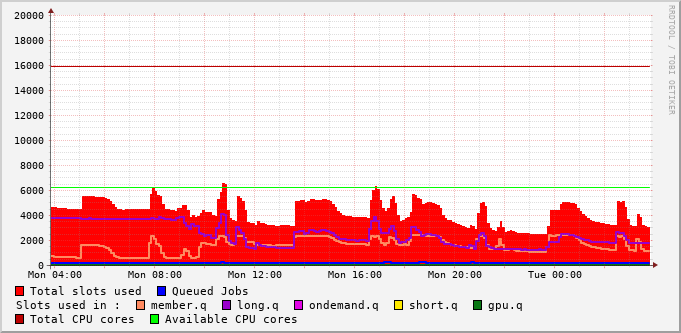 RRDTOOL / TOBI OETIKER
20000
18000
16000
14000
12000
10000
8000
6000
4000
2000
0
Mon 04:00 Mon 08:00 Mon 12:00 Mon 16:00 Mon 20:00 Tue 00:00
Total slots used Queued Jobs
Slots used in : member.q long.q ondemand.q short.q gpu.q
Total CPU cores Available CPU cores